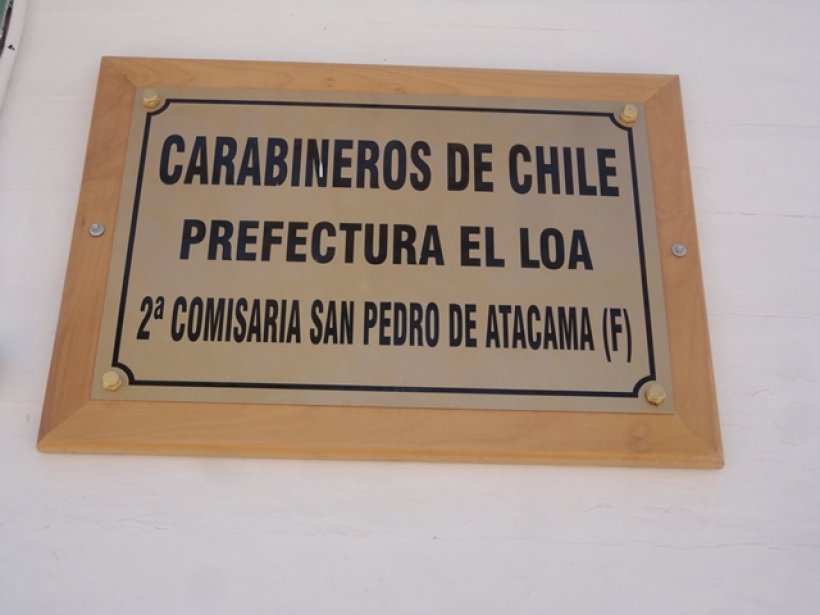 CARABINEROS DE CHILE
PREFECTURA EL LOA
2ª COMISARIA SAN PEDRO DE ATACAMA (F)